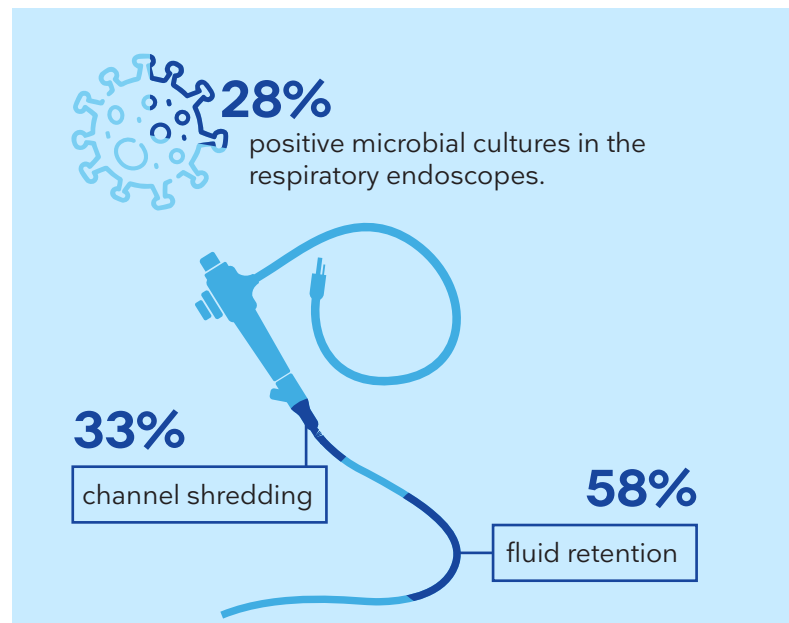 28%
positive microbial cultures in the
respiratory endoscopes.
33%
channel shredding
58%
fluid retention